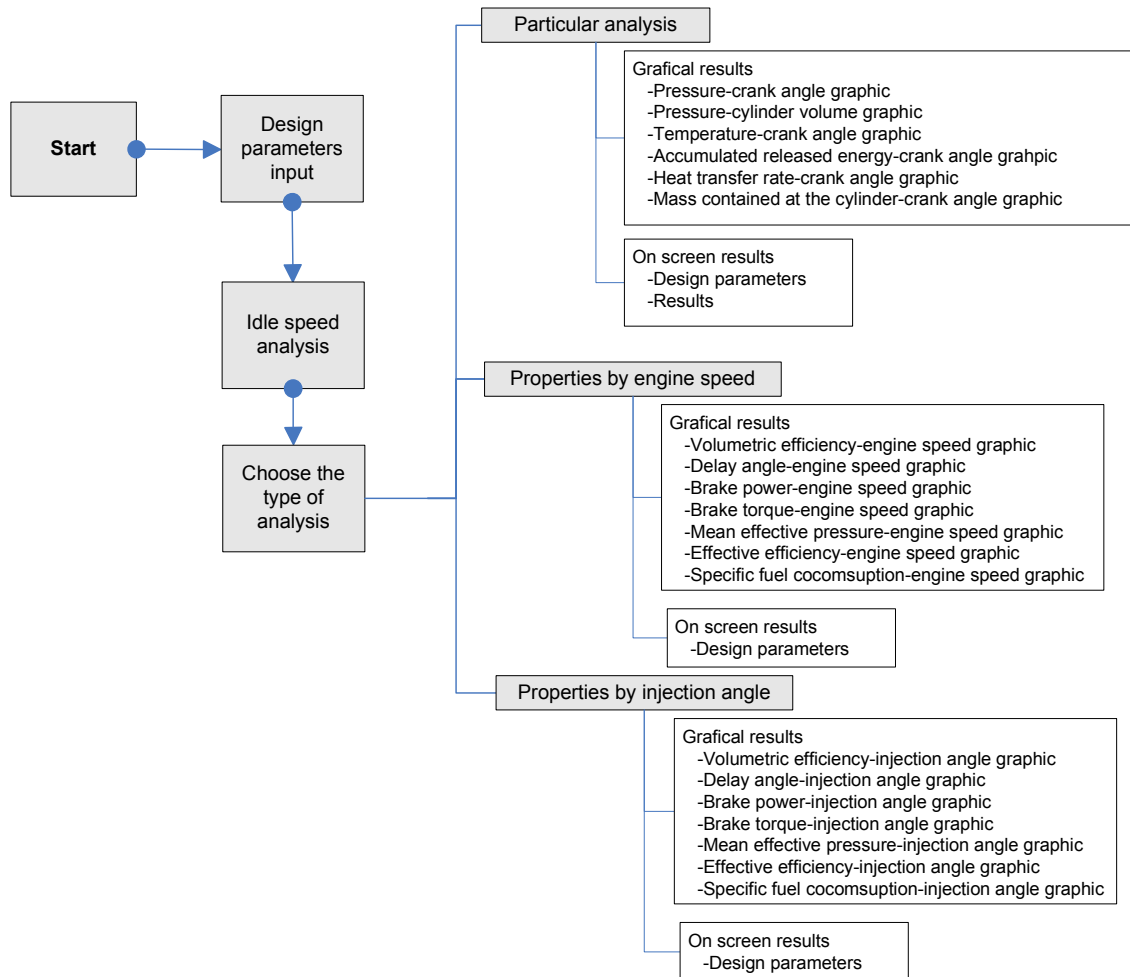 Start
Design
parameters
input
Idle speed
analysis
Choose the
type of
analysis
Particular analysis
Grafical results
-Pressure-crank angle graphic
-Pressure-cylinder volume graphic
-Temperature-crank angle graphic
-Accumulated released energy-crank angle grahpic
-Heat transfer rate-crank angle graphic
-Mass contained at the cylinder-crank angle graphic
On screen results
-Design parameters
-Results
Properties by engine speed
Grafical results
-Volumetric efficiency-engine speed graphic
-Delay angle-engine speed graphic
-Brake power-engine speed graphic
-Brake torque-engine speed graphic
-Mean effective pressure-engine speed graphic
-Effective efficiency-engine speed graphic
-Specific fuel cocomsuption-engine speed graphic
On screen results
-Design parameters
Properties by injection angle
Grafical results
-Volumetric efficiency-injection angle graphic
-Delay angle-injection angle graphic
-Brake power-injection angle graphic
-Brake torque-injection angle graphic
-Mean effective pressure-injection angle graphic
-Effective efficiency-injection angle graphic
-Specific fuel cocomsuption-injection angle graphic
On screen results
-Design parameters